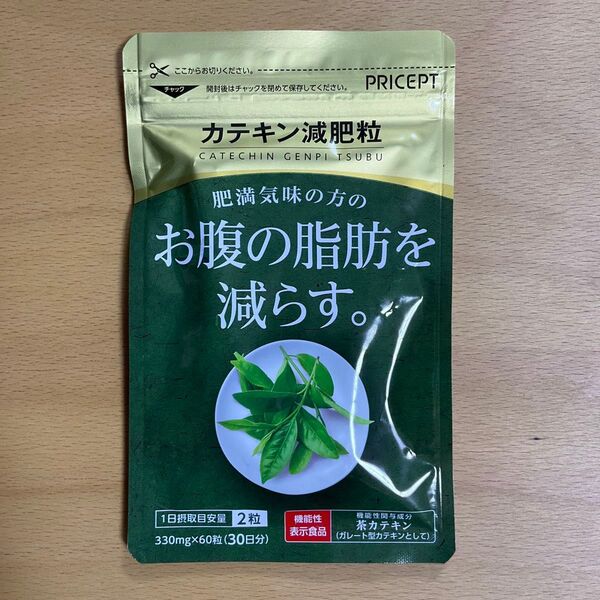 ここからお切りください。
チャック
開封後はチャックを閉めて保存してください。
PRICEPT
カテキン減肥粒
CATECHIN GENPI TSUBU
肥満気味の方の
お腹の脂肪を
減らす。
1日摂取目安量 2粒
330mg×60粒(30日分)
機能性
表示食品
機能性関与成分
茶カテキン
(ガレート型カテキンとして)